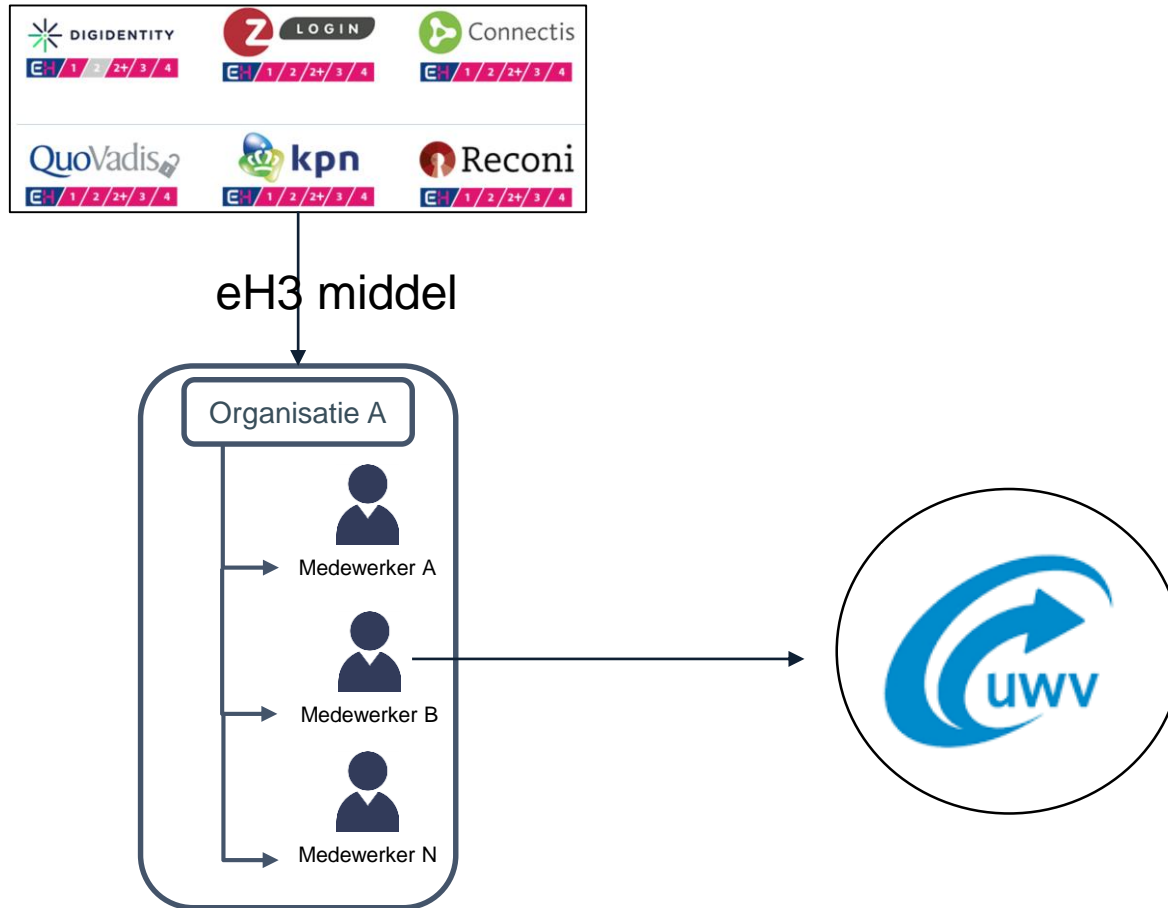 DIGIDENTITY
Z LOGIN
Connectis
EH 1 2 2+ 3 4
EH 1 2 2+ 3 4
EH 1 2 2+ 3 4
QuoVadis
kpn
Reconi
EH 1 2 2+ 3 4
EH 1 2 2+ 3 4
EH 1 2 2+ 3 4
eH3 middel
Organisatie A
Medewerker A
Medewerker B
uwv
Medewerker N